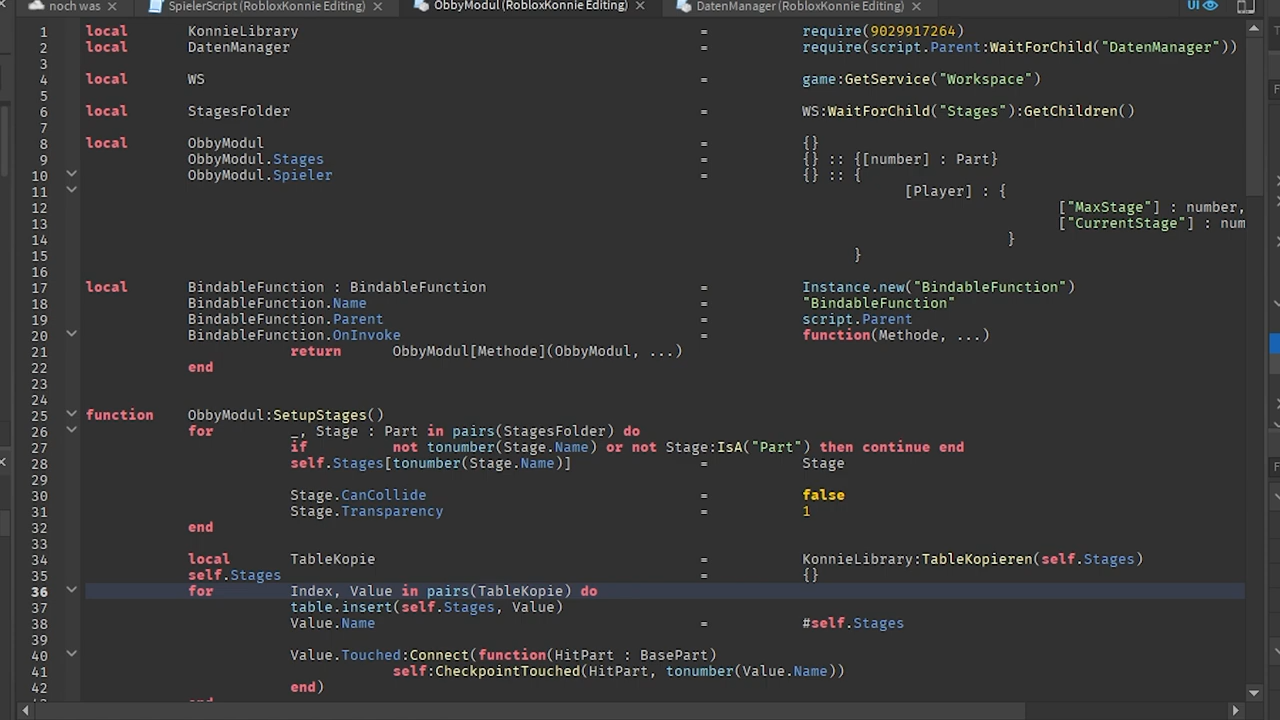 noch was × SpielerScript (RobloxKonnie Editing) × ObbyModul (RobloxKonnie Editing) × DatenManager (RobloxKonnie Editing) × UI
1 local KonnieLibrary = require(9029917264)
2 local DatenManager = require(script.Parent:WaitForChild("DatenManager"))
3
4 local WS = game:GetService("Workspace")
5
6 local StagesFolder = WS:WaitForChild("Stages"):GetChildren()
7
8 local ObbyModul = {}
9 ObbyModul.Stages = {} :: {[number] : Part}
10 ObbyModul.Spieler = {} :: {
11 [Player] : {
12 ["MaxStage"] : number,
13 ["CurrentStage"] : num
14 }
15 }
16
17 local BindableFunction : BindableFunction = Instance.new("BindableFunction")
18 BindableFunction.Name = "BindableFunction"
19 BindableFunction.Parent = script.Parent
20 BindableFunction.OnInvoke = function(Methode, ...)
21 return ObbyModul[Methode](ObbyModul, ...)
22 end
23
24
25 function ObbyModul:SetupStages()
26 for _, Stage : Part in pairs(StagesFolder) do
27 if not tonumber(Stage.Name) or not Stage:IsA("Part") then continue end
28 self.Stages[tonumber(Stage.Name)] = Stage
29
30 Stage.CanCollide = false
31 Stage.Transparency = 1
32 end
33
34 local TableKopie = KonnieLibrary:TableKopieren(self.Stages)
35 self.Stages = {}
36 for Index, Value in pairs(TableKopie) do
37 table.insert(self.Stages, Value)
38 Value.Name = #self.Stages
39
40 Value.Touched:Connect(function(HitPart : BasePart)
41 self:CheckpointTouched(HitPart, tonumber(Value.Name))
42 end)